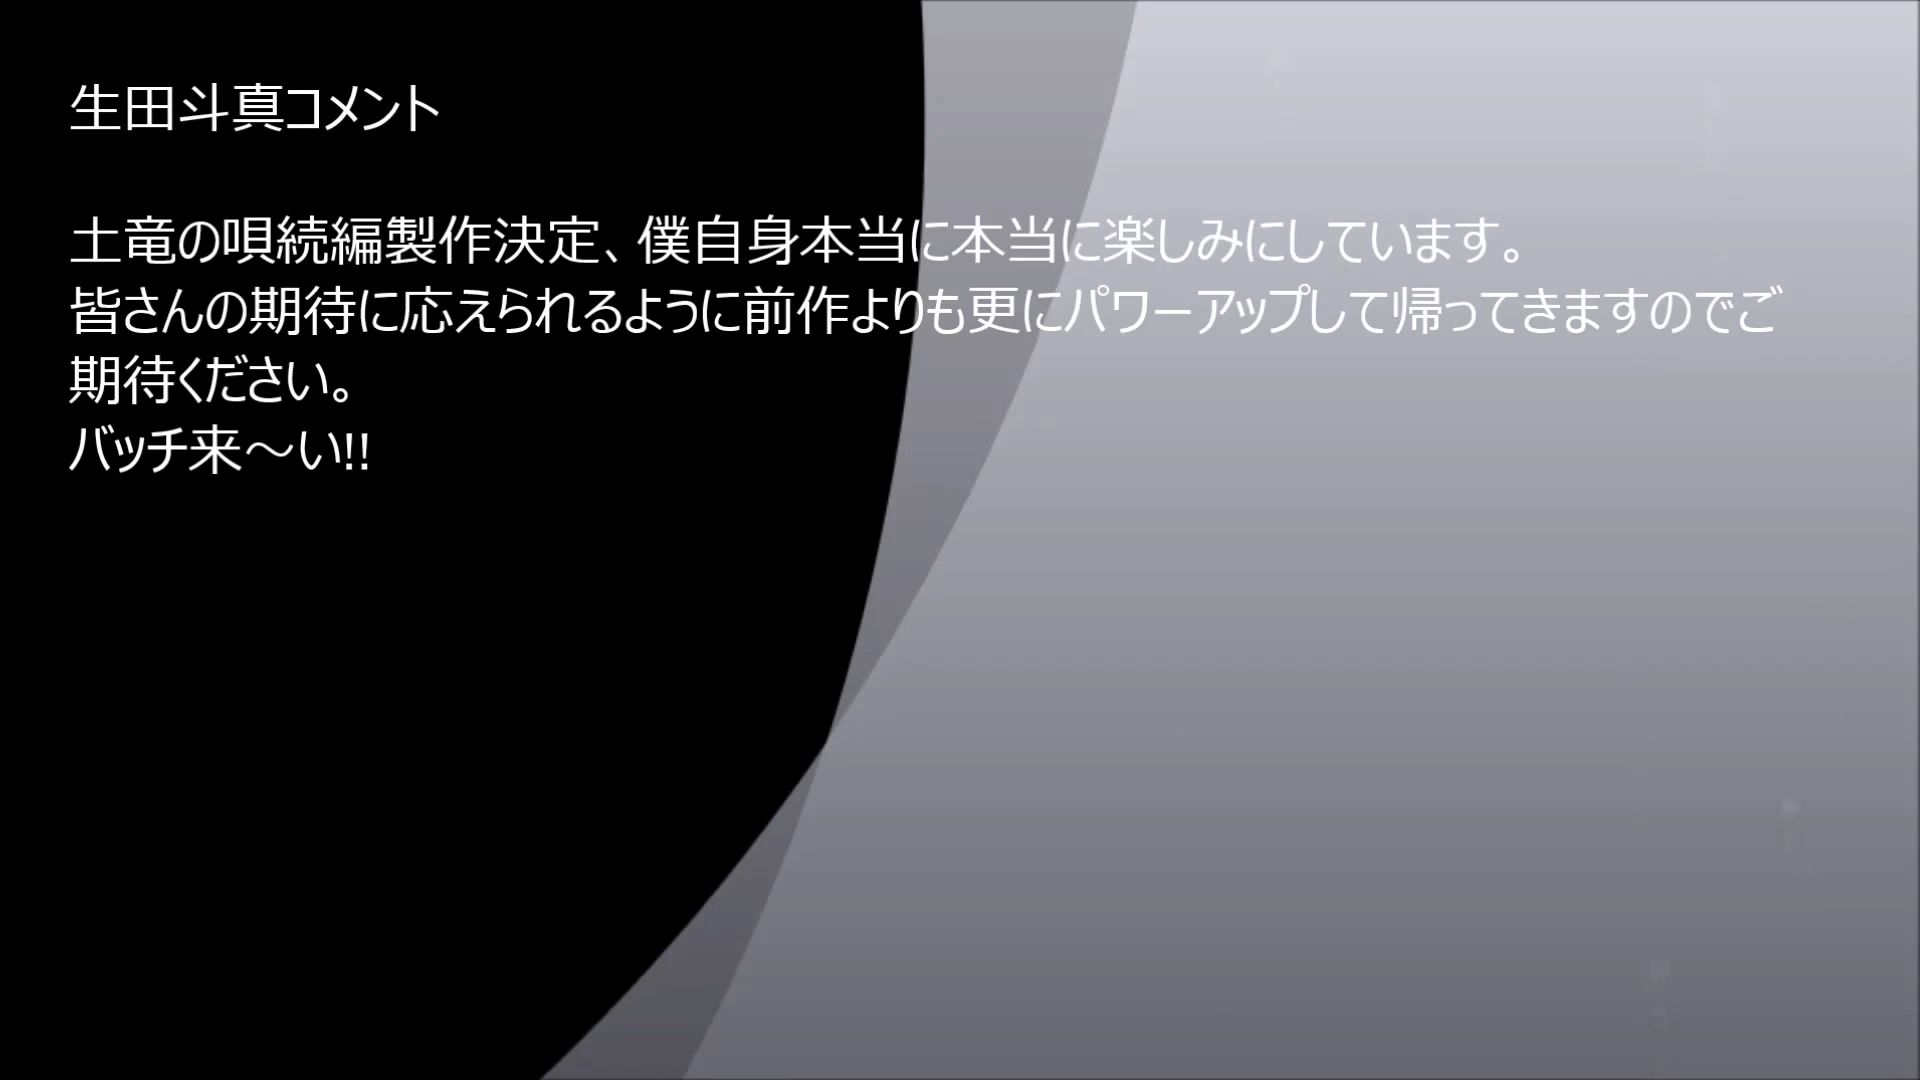 生田斗真コメント
土竜の唄続編製作決定、僕自身本当に本当に楽しみにしています。
皆さんの期待に応えられるように前作よりも更にパワーアップして帰ってきますのでご
期待ください。
バッチ来～い!!